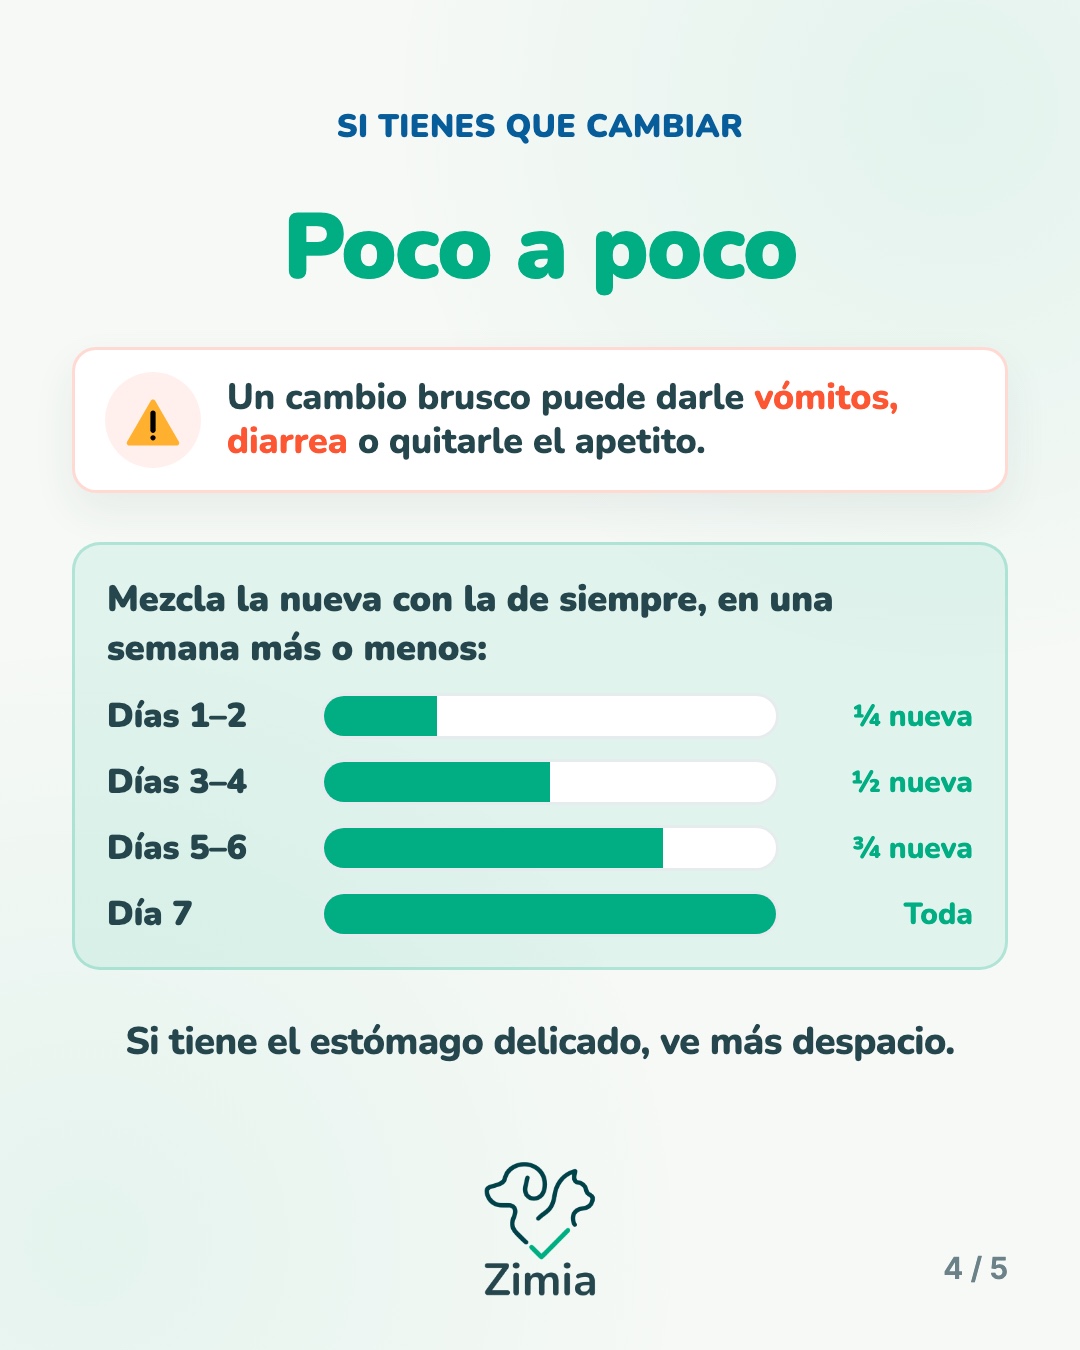 SI TIENES QUE CAMBIAR
Poco a poco
Un cambio brusco puede darle vómitos,
diarrea o quitarle el apetito.
Mezcla la nueva con la de siempre, en una
semana más o menos:
Días 1–2 ¼ nueva
Días 3–4 ½ nueva
Días 5–6 ¾ nueva
Día 7 Toda
Si tiene el estómago delicado, ve más despacio.
Zimia
4 / 5